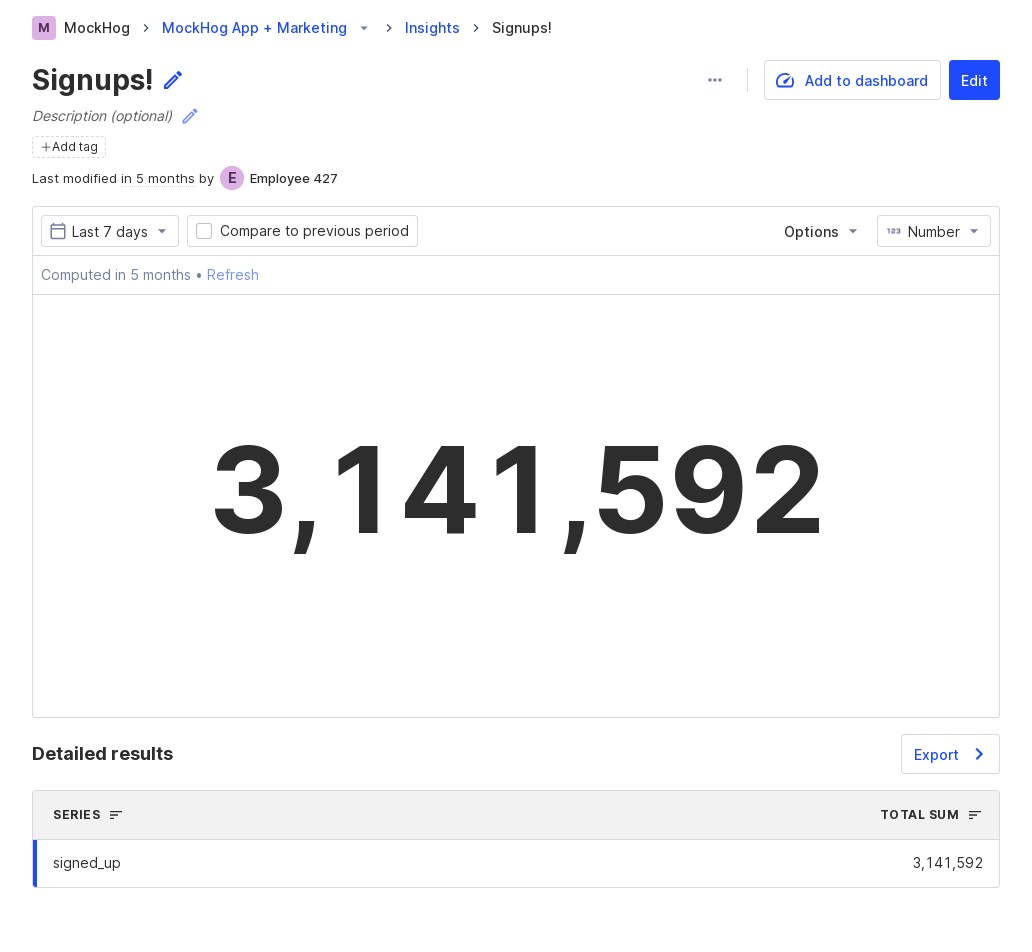 M MockHog MockHog App + Marketing Insights Signups!
Signups!
Add to dashboard Edit
Description (optional)
Add tag
Last modified in 5 months by E Employee 427
Last 7 days Compare to previous period Options 123 Number
Computed in 5 months • Refresh
3,141,592
Detailed results Export
SERIES TOTAL SUM
signed_up 3,141,592